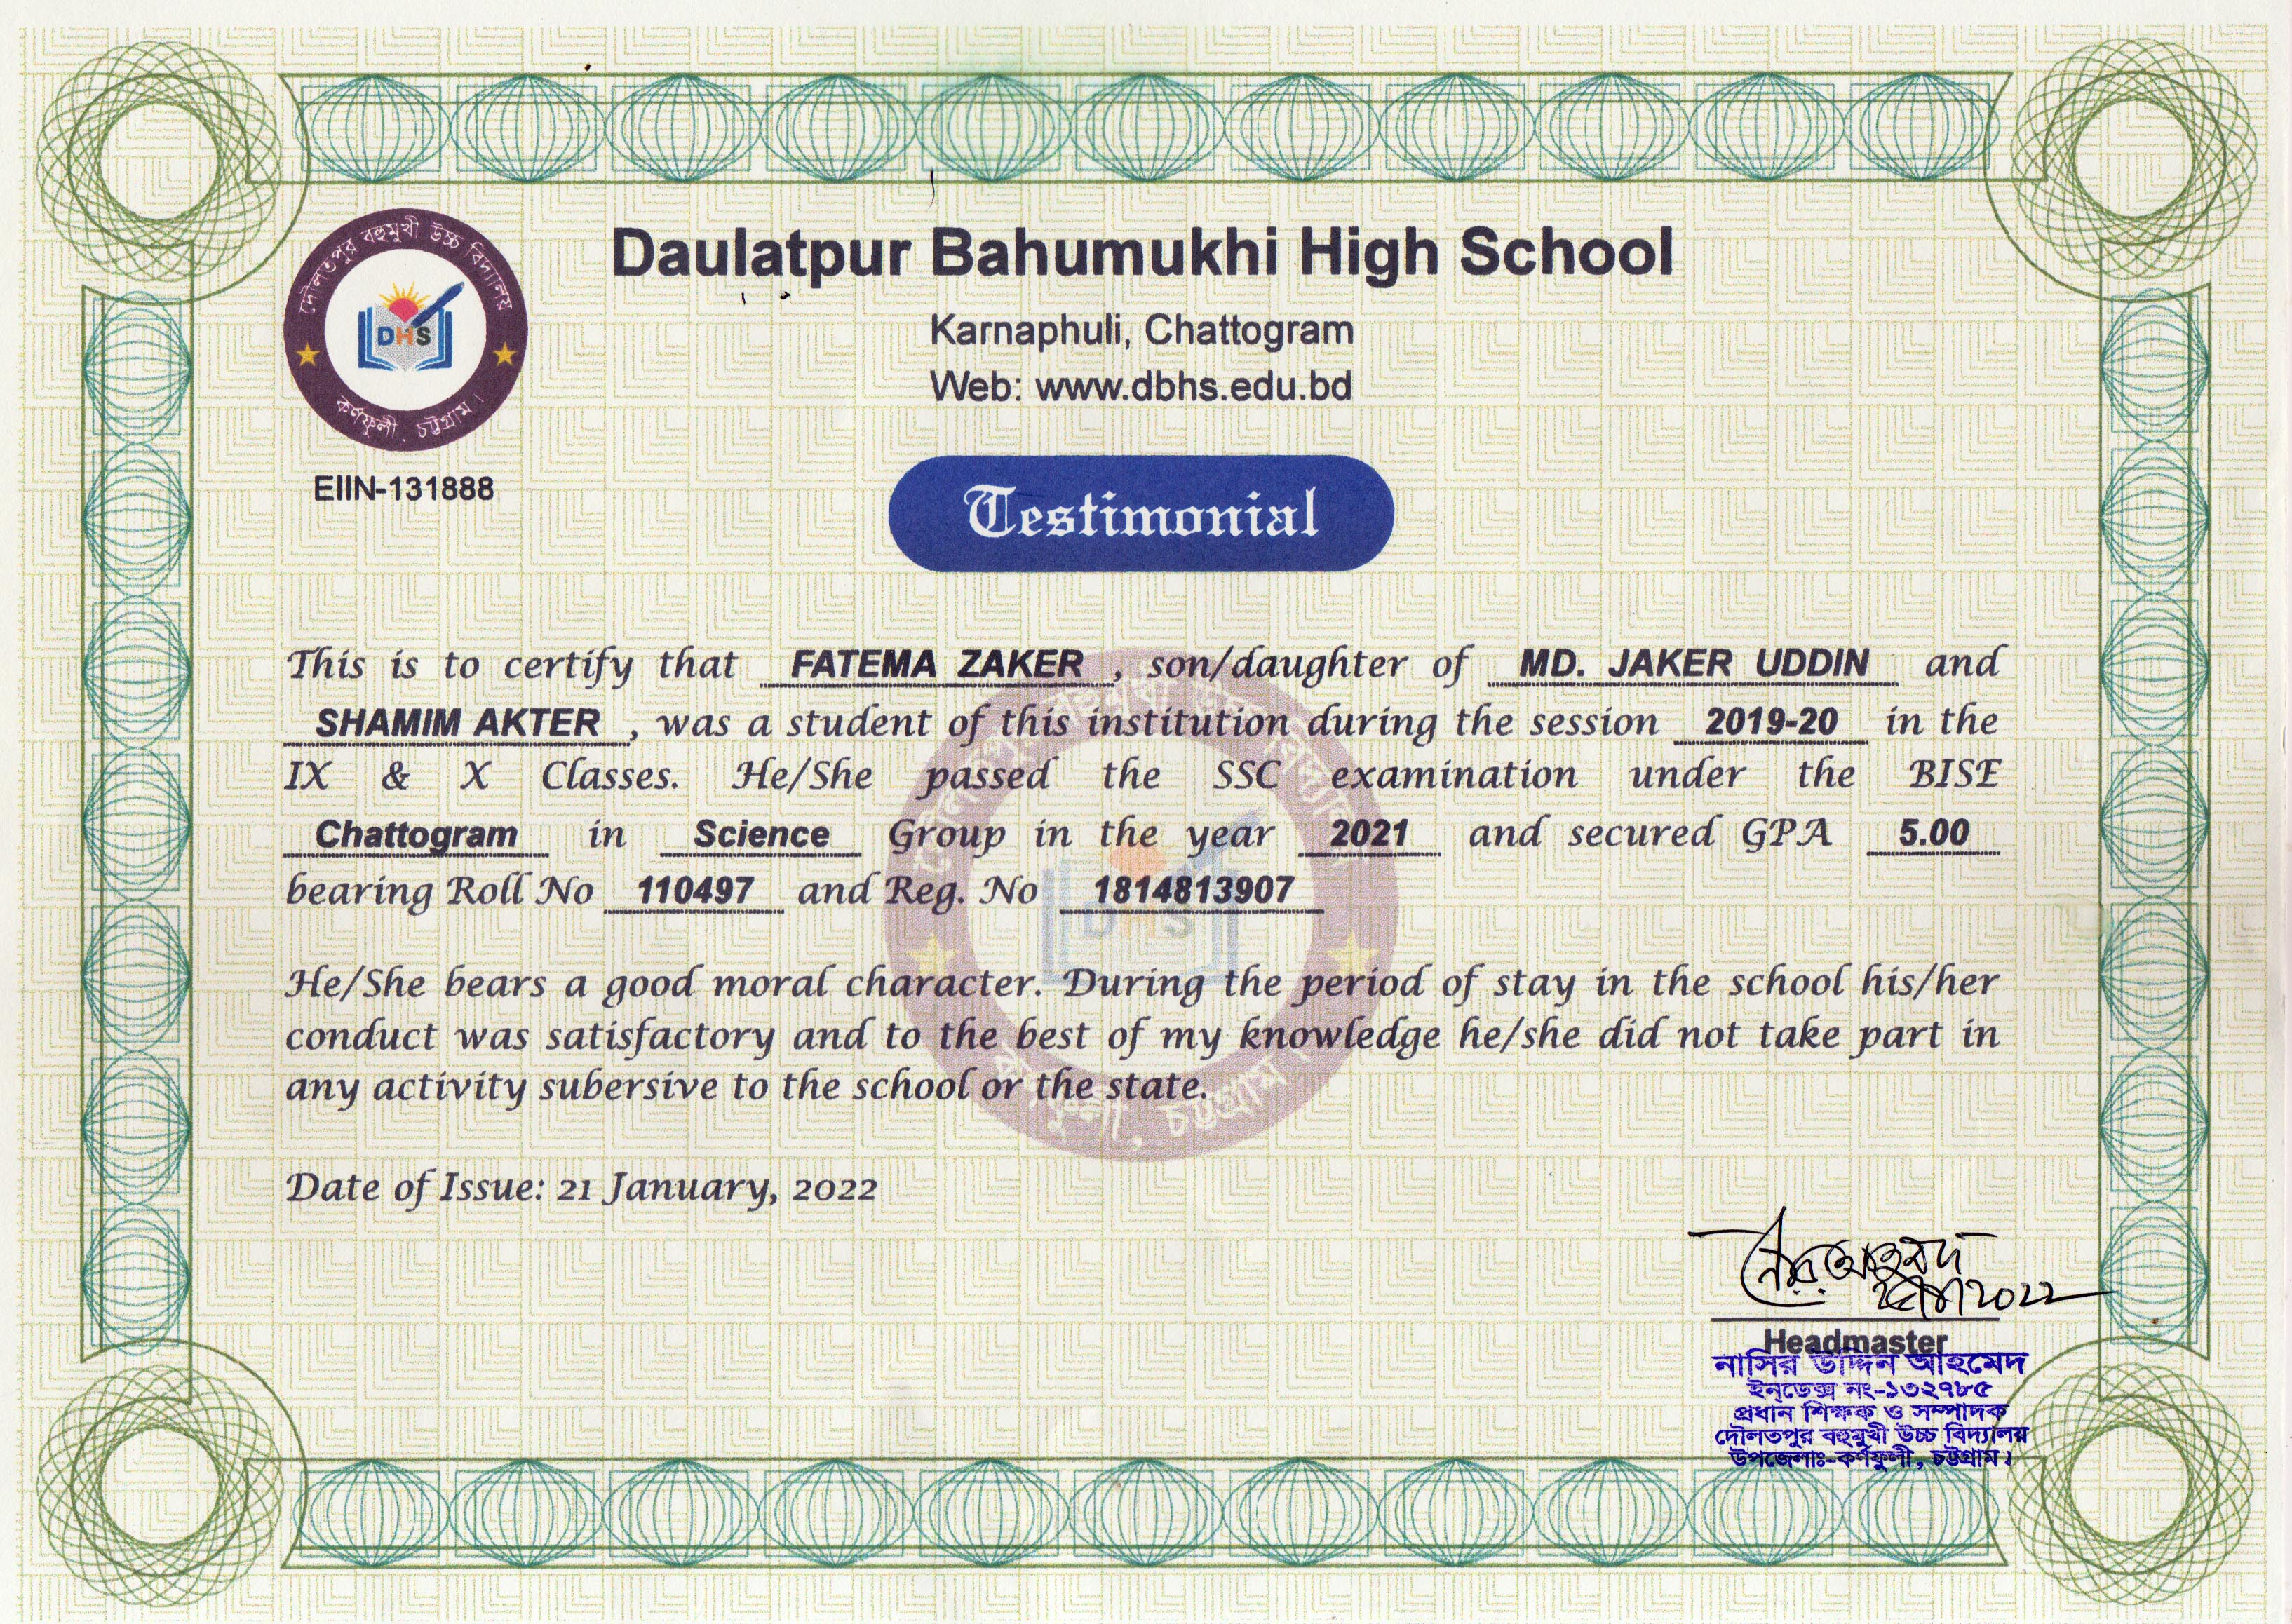 দৌলতপুর বহুমুখী উচ্চ বিদ্যালয়
DHS
কর্ণফুলী, চট্টগ্রাম।
EIIN-131888
Daulatpur Bahumukhi High School
Karnaphuli, Chattogram
Web: www.dbhs.edu.bd
Testimonial
This is to certify that FATEMA ZAKER, son/daughter of MD. JAKER UDDIN and
SHAMIM AKTER, was a student of this institution during the session 2019-20 in the
IX & X Classes. He/She passed the SSC examination under the BISE
Chattogram in Science Group in the year 2021 and secured GPA 5.00
bearing Roll No 110497 and Reg. No 1814813907
He/She bears a good moral character. During the period of stay in the school his/her
conduct was satisfactory and to the best of my knowledge he/she did not take part in
any activity subersive to the school or the state.
Date of Issue: 21 January, 2022
Headmaster
নাসির উদ্দিন আহমেদ
ইনডেক্স নং-১৩২৭৮৫
প্রধান শিক্ষক ও সম্পাদক
দৌলতপুর বহুমুখী উচ্চ বিদ্যালয়
উপজেলাঃ-কর্ণফুলী, চট্টগ্রাম।